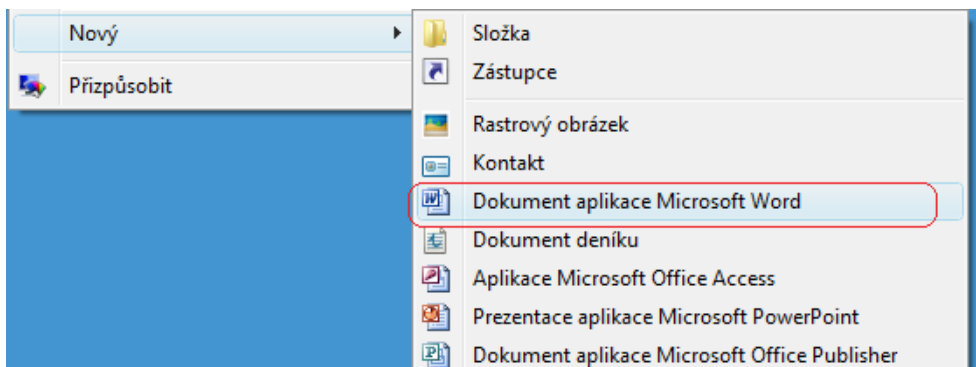 Nový
Přizpůsobit
Složka
Zástupce
Rastrový obrázek
Kontakt
Dokument aplikace Microsoft Word
Dokument deníku
Aplikace Microsoft Office Access
Prezentace aplikace Microsoft PowerPoint
Dokument aplikace Microsoft Office Publisher